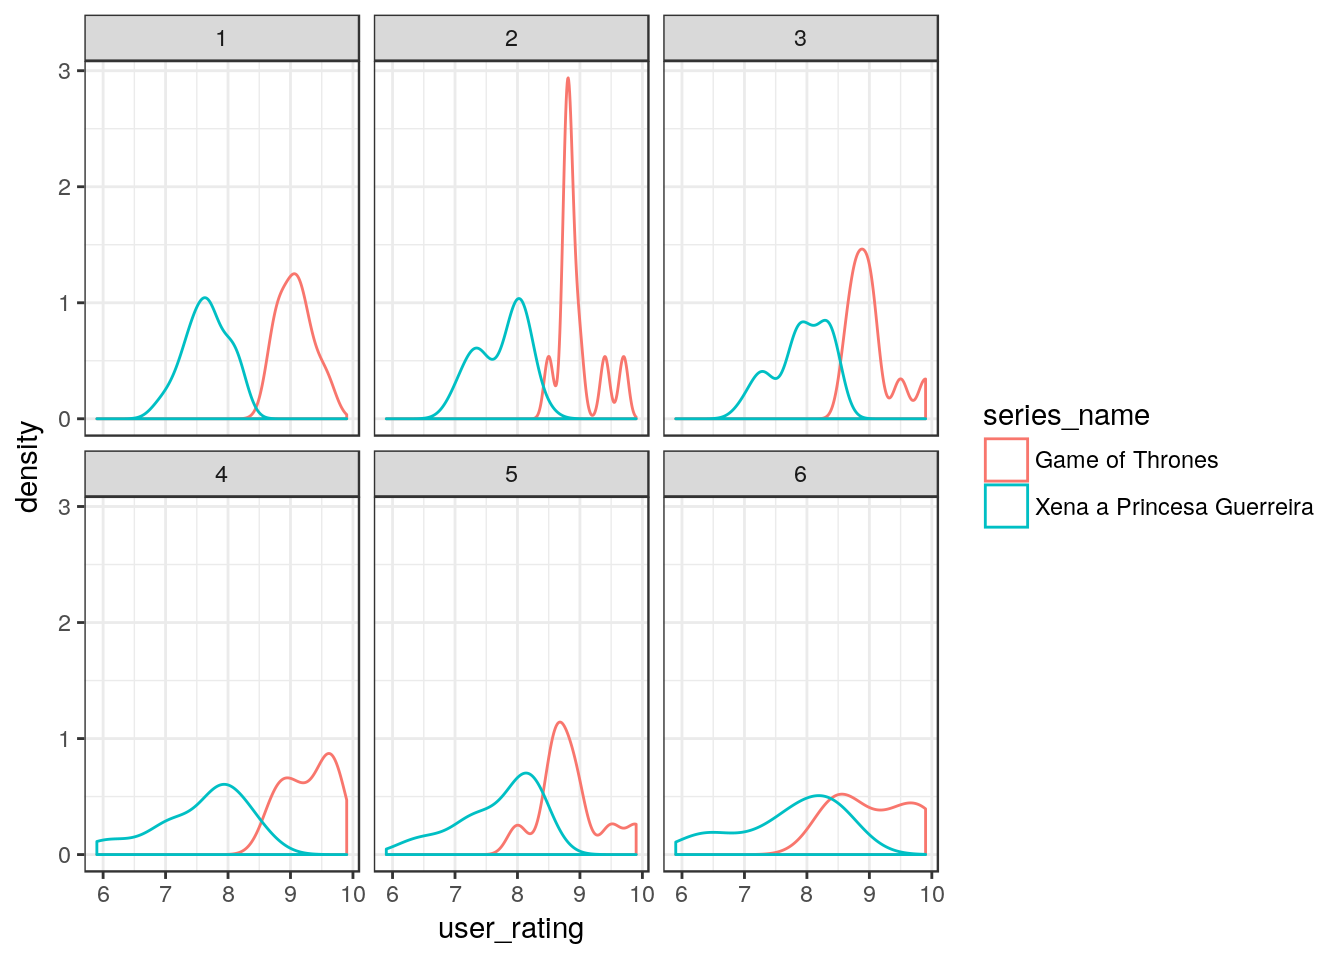 1 2 3
3
2
1
0
density
4 5 6
3
2
1
0
6 7 8 9 10 6 7 8 9 10 6 7 8 9 10
user_rating
series_name
Game of Thrones
Xena a Princesa Guerreira